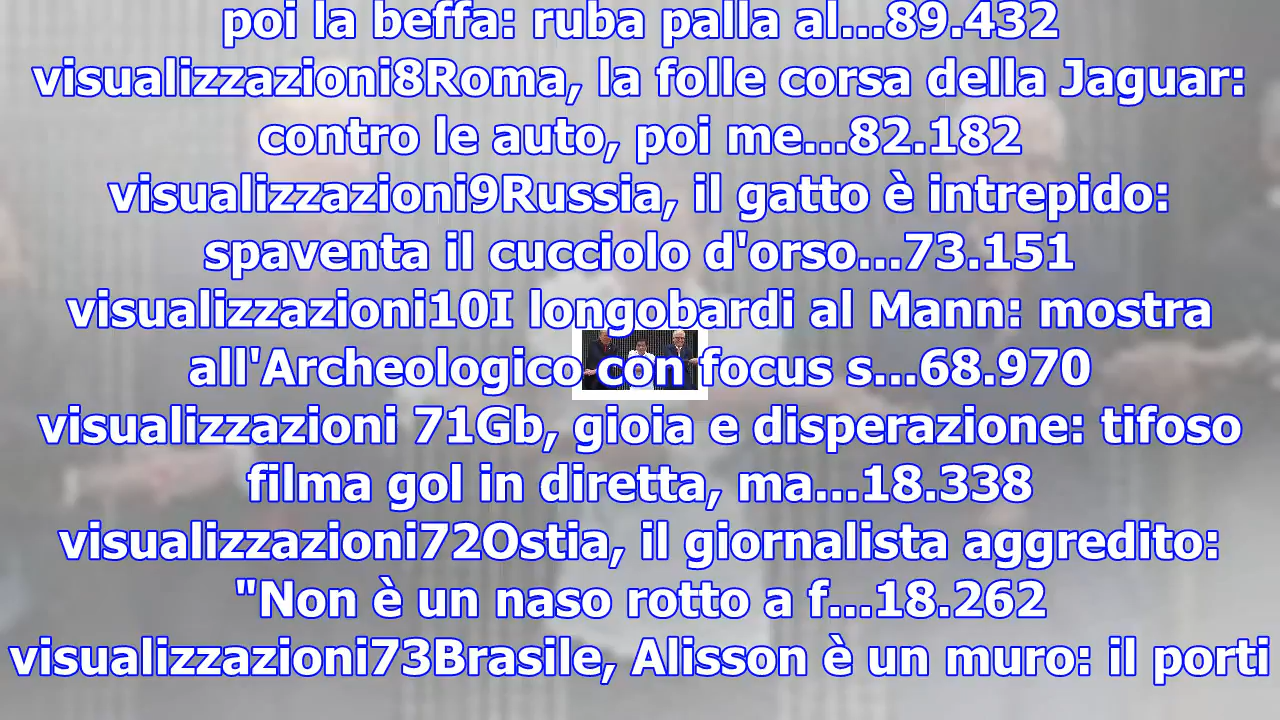 poi la beffa: ruba palla al...89.432
visualizzazioni8Roma, la folle corsa della Jaguar:
contro le auto, poi me...82.182
visualizzazioni9Russia, il gatto è intrepido:
spaventa il cucciolo d'orso...73.151
visualizzazioni10I longobardi al Mann: mostra
all'Archeologico con focus s...68.970
visualizzazioni 71Gb, gioia e disperazione: tifoso
filma gol in diretta, ma...18.338
visualizzazioni72Ostia, il giornalista aggredito:
"Non è un naso rotto a f...18.262
visualizzazioni73Brasile, Alisson è un muro: il porti